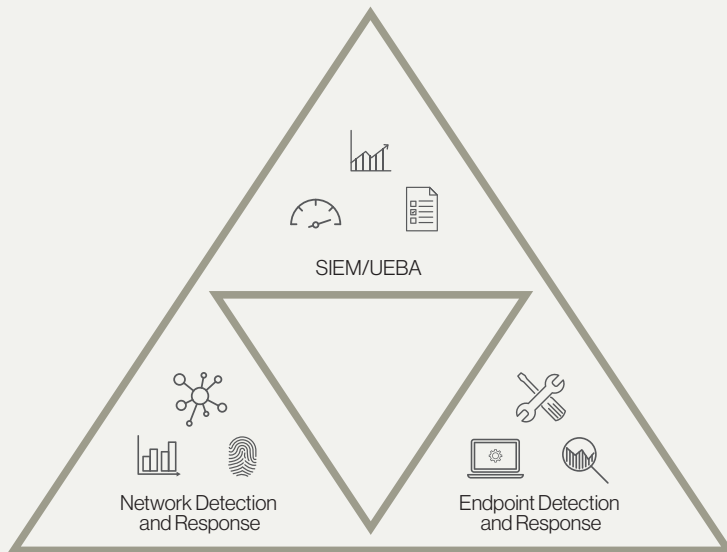 SIEM/UEBA
Network Detection
and Response
Endpoint Detection
and Response